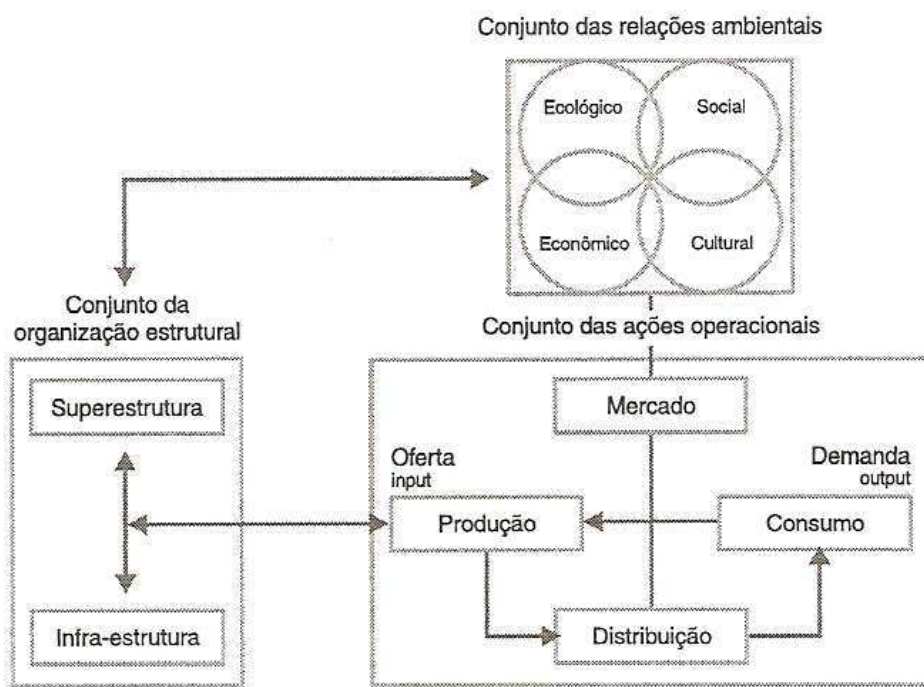 Conjunto das relações ambientais
Ecológico
Social
Econômico
Cultural
Conjunto da
organização estrutural
Superestrutura
Infra-estrutura
Conjunto das ações operacionais
Mercado
Oferta
input
Demanda
output
Produção
Consumo
Distribuição